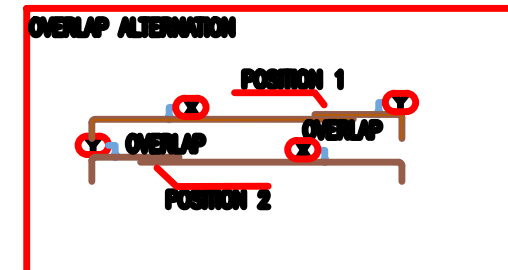 OVERLAP ALTERNATION
POSITION 1
X
Y
OVERLAP
Y
OVERLAP
X
POSITION 2